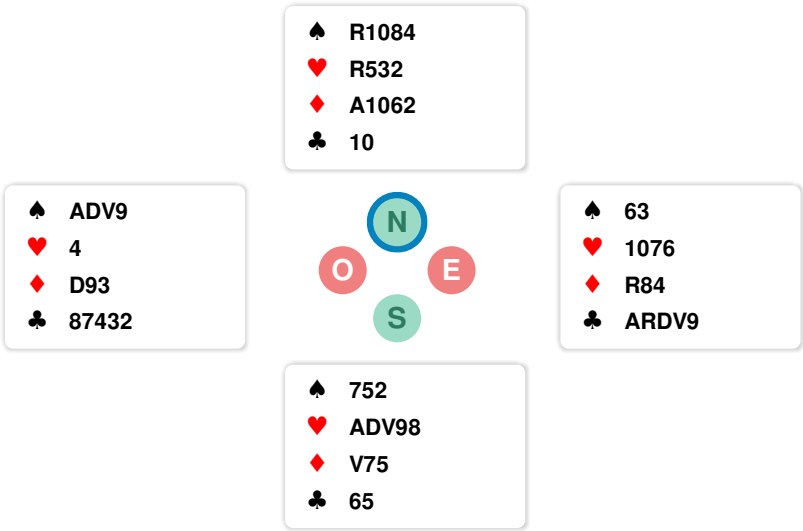 ♠ R1084
♥ R532
♦ A1062
♣ 10
♠ ADV9
♥ 4
♦ D93
♣ 87432
N
O E
S
♠ 63
♥ 1076
♦ R84
♣ ARDV9
♠ 752
♥ ADV98
♦ V75
♣ 65